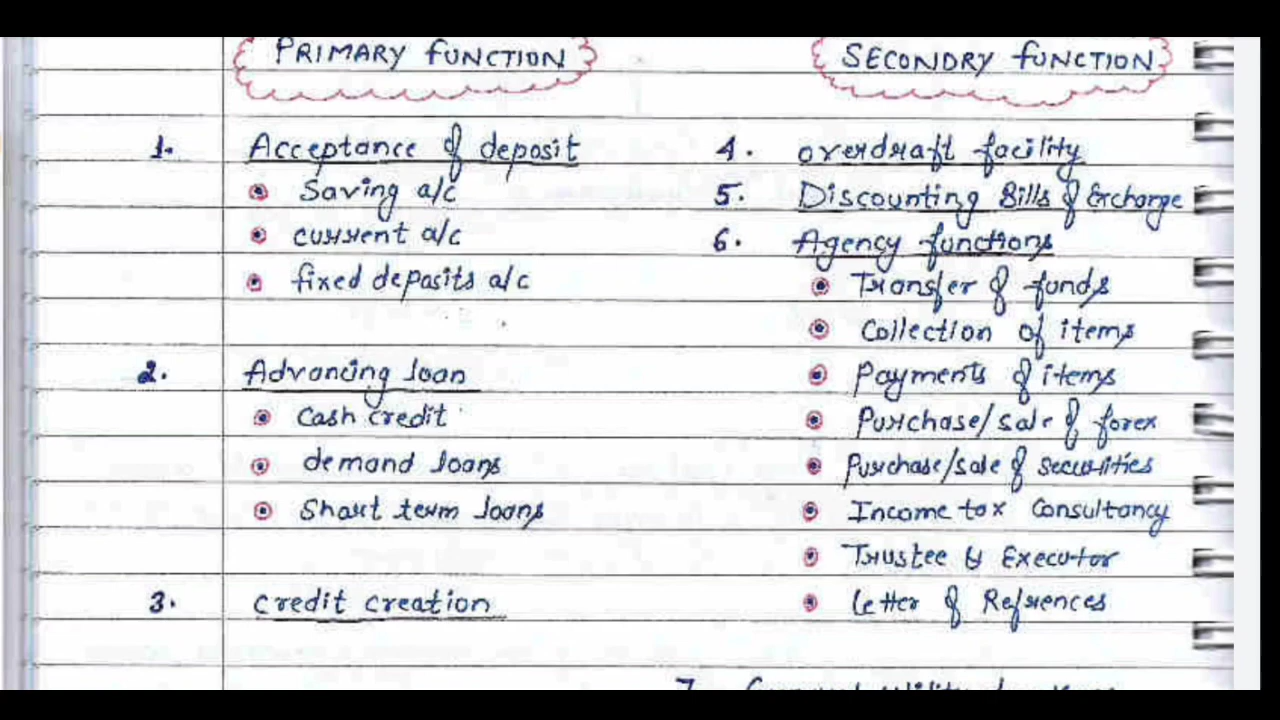 PRIMARY FUNCTION
1. Acceptance of deposit
• Saving a/c
• current a/c
• fixed deposits a/c
2. Advancing loan
• Cash credit
• demand loans
• Short term loans
3. credit creation
SECONDRY FUNCTION
4. overdraft facility
5. Discounting Bills of Exchange
6. Agency functions
• Transfer of funds
• Collection of items
• Payments of items
• Purchase/sale of forex
• Purchase/sale of securities
• Income tax Consultancy
• Trustee & Executor
• Letter of Refrences
7.